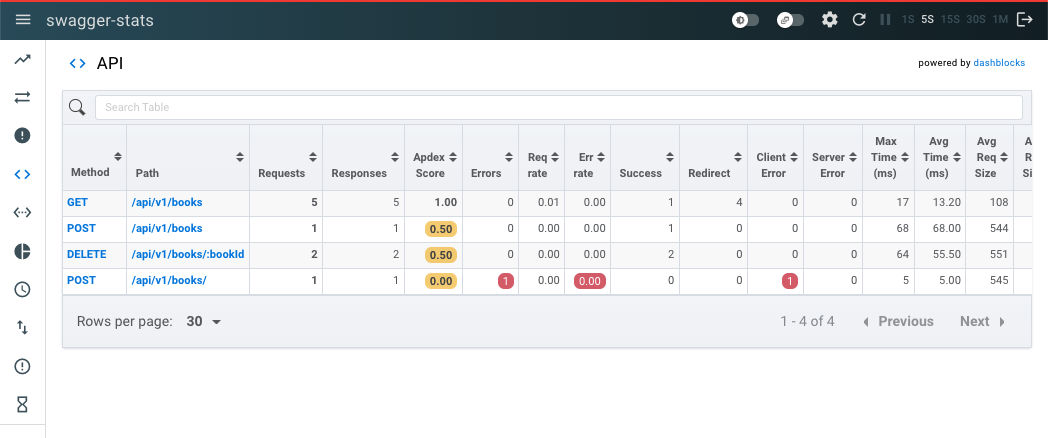 swagger-stats 1S 5S 15S 30S 1M
API powered by dashblocks
Search Table
Method Path Requests Responses Apdex Score Errors Req rate Err rate Success Redirect Client Error Server Error Max Time (ms) Avg Time (ms) Avg Req Size
GET /api/v1/books 5 5 1.00 0 0.01 0.00 1 4 0 0 17 13.20 108
POST /api/v1/books 1 1 0.50 0 0.00 0.00 1 0 0 0 68 68.00 544
DELETE /api/v1/books/:bookId 2 2 0.50 0 0.00 0.00 2 0 0 0 64 55.50 551
POST /api/v1/books/ 1 1 0.00 1 0.00 0.00 0 0 1 0 5 5.00 545
Rows per page: 30 1 - 4 of 4 Previous Next